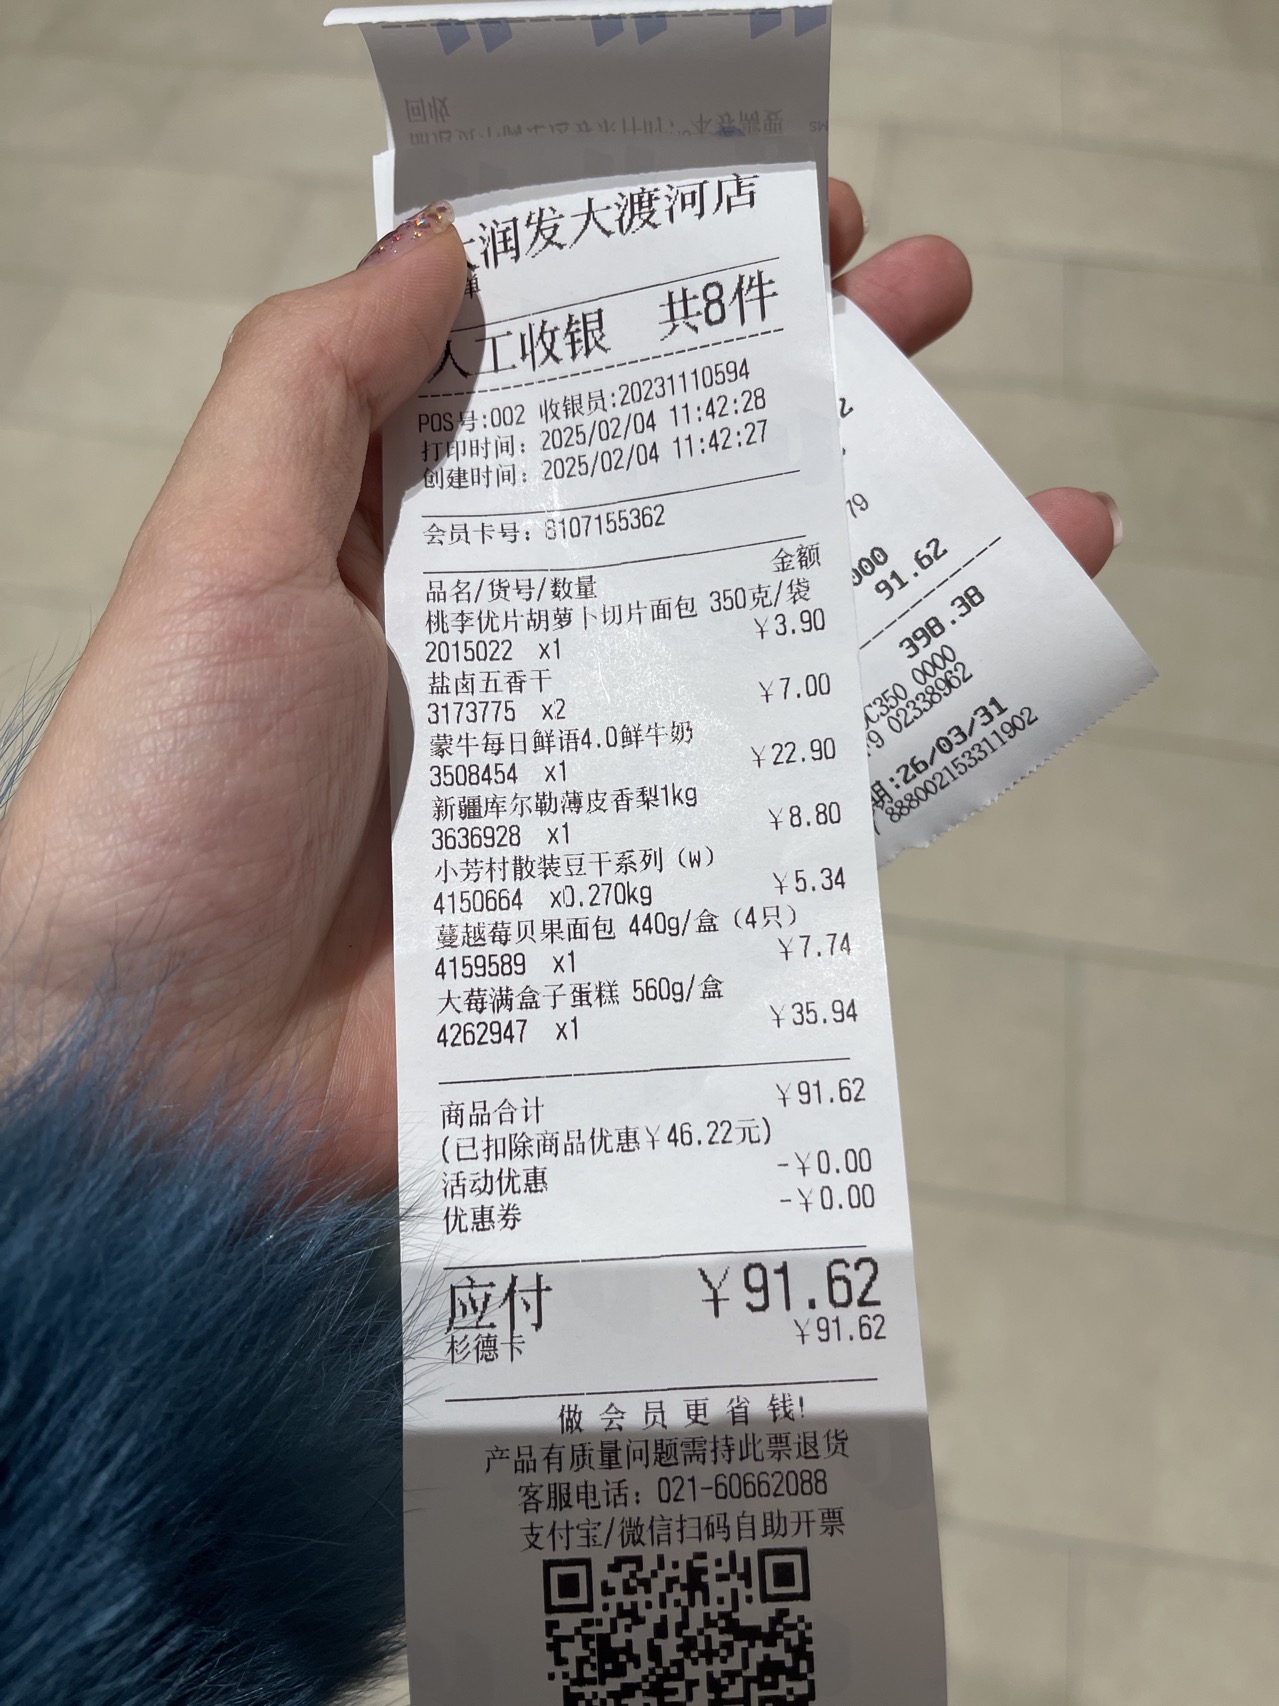 润发大渡河店
单
人工收银 共8件
POS号:002 收银员:20231110594
打印时间: 2025/02/04 11:42:28
创建时间: 2025/02/04 11:42:27
会员卡号: 8107155362
品名/货号/数量 金额
桃李优片胡萝卜切片面包 350克/袋
2015022 x1 ￥3.90
盐卤五香干
3173775 x2 ￥7.00
蒙牛每日鲜语4.0鲜牛奶
3508454 x1 ￥22.90
新疆库尔勒薄皮香梨1kg
3636928 x1 ￥8.80
小芳村散装豆干系列（w）
4150664 x0.270kg ￥5.34
蔓越莓贝果面包 440g/盒（4只）
4159589 x1 ￥7.74
大莓满盒子蛋糕 560g/盒
4262947 x1 ￥35.94
商品合计 ￥91.62
(已扣除商品优惠￥46.22元)
活动优惠 -￥0.00
优惠券 -￥0.00
应付 ￥91.62
杉德卡 ￥91.62
做会员更省钱!
产品有质量问题需持此票退货
客服电话: 021-60662088
支付宝/微信扫码自助开票
回收
79
000
91.62
398.38
C350 0000
79 02338962
期:26/03/31
888002153311902